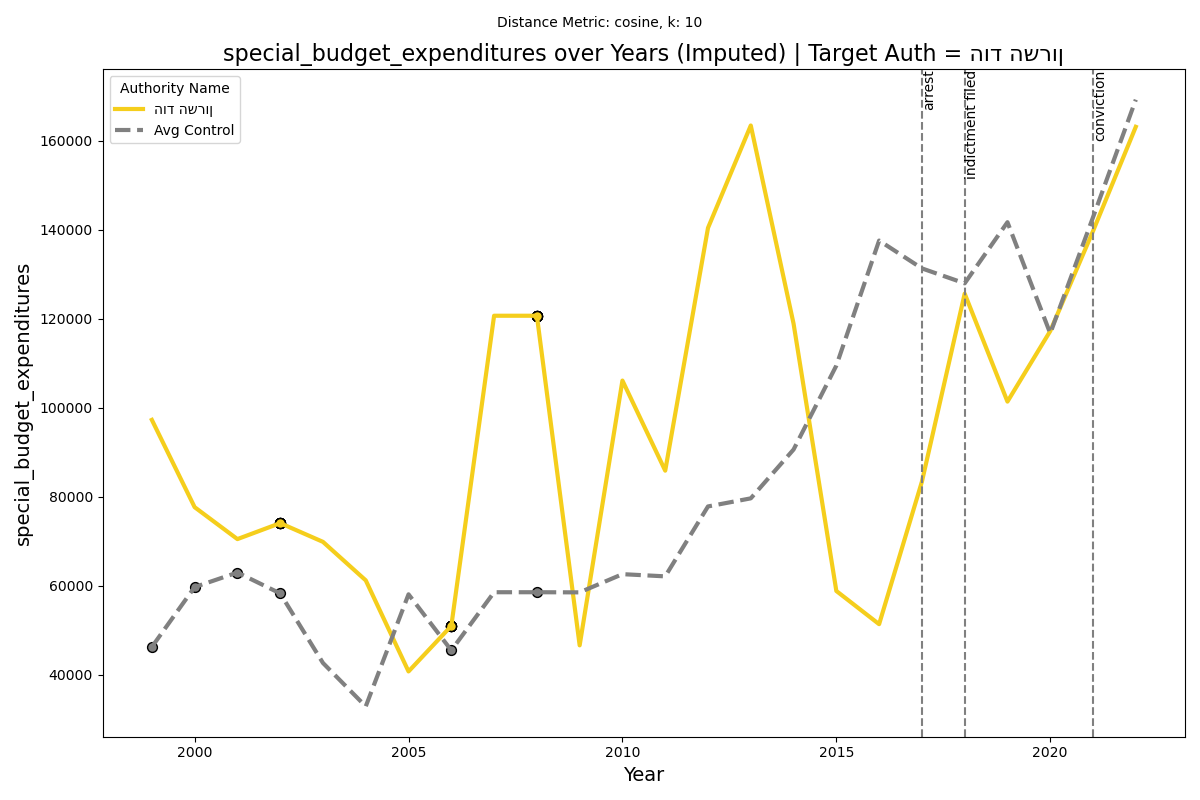 Distance Metric: cosine, k: 10
special_budget_expenditures over Years (Imputed) | Target Auth = הוד השרון
Authority Name
הוד השרון
Avg Control
arrest
indictment filed
conviction
special_budget_expenditures
160000
140000
120000
100000
80000
60000
40000
2000
2005
2010
2015
2020
Year